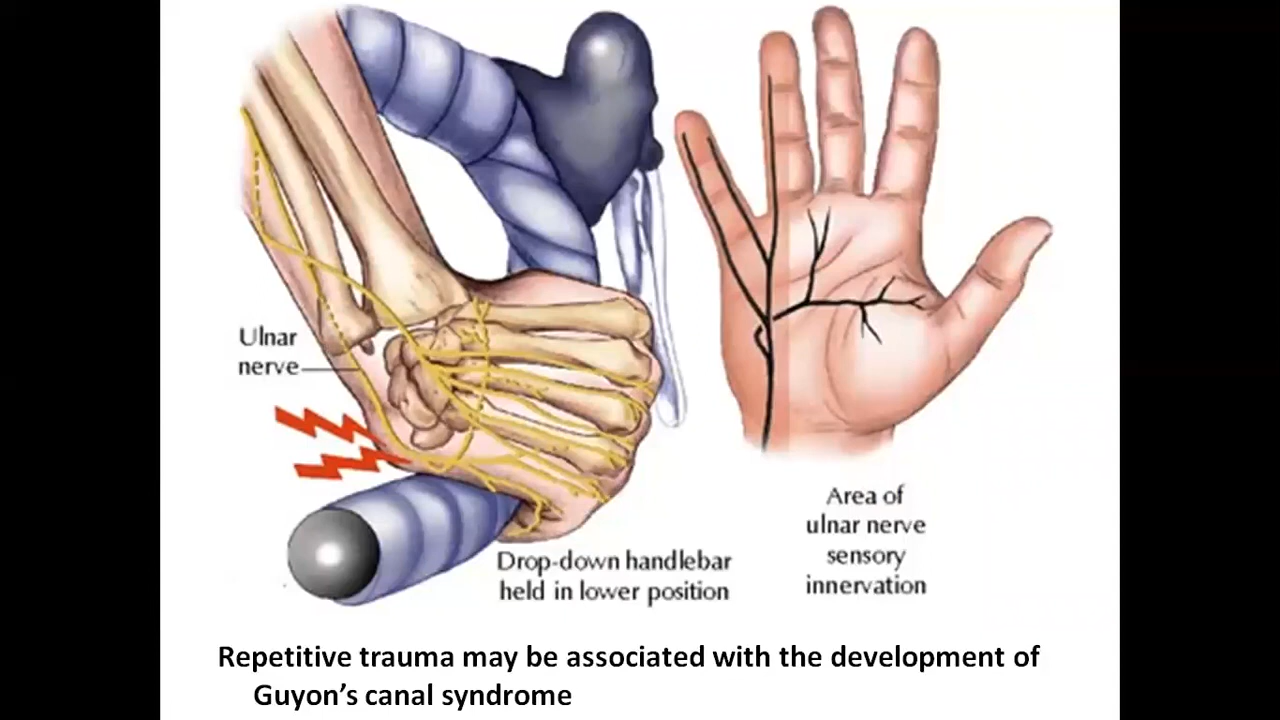 Ulnar
nerve
Drop-down handlebar
held in lower position
Area of
ulnar nerve
sensory
innervation
Repetitive trauma may be associated with the development of
Guyon’s canal syndrome